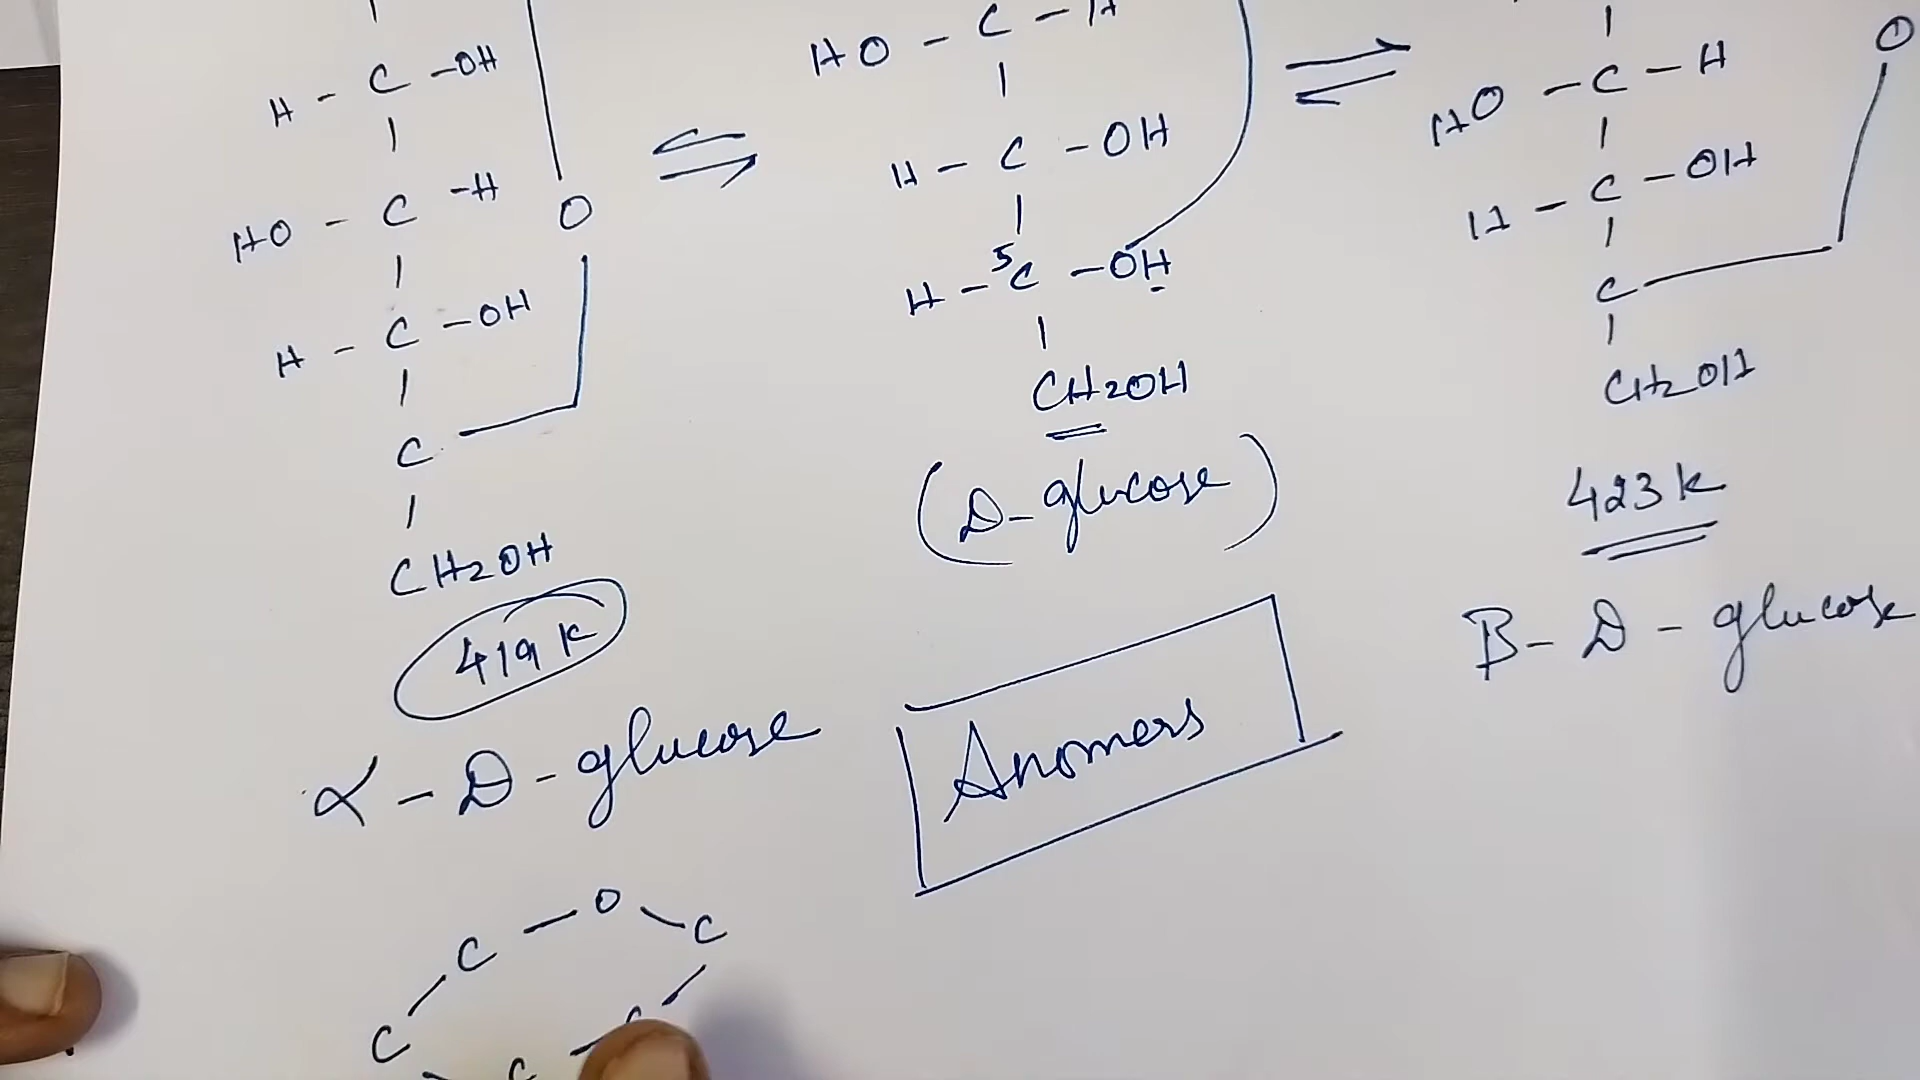 H - C - OH
|
HO - C - H
|
H - C - OH
|
C
|
CH2OH
O
419 K
α - D - glucose
HO - C - H
|
H - C - OH
|
H - 5C - OH
|
CH2OH
(D - glucose)
Anomers
HO - C - H
|
H - C - OH
|
C
|
CH2OH
O
423 K
B - D - glucose
C - O - C
C
C